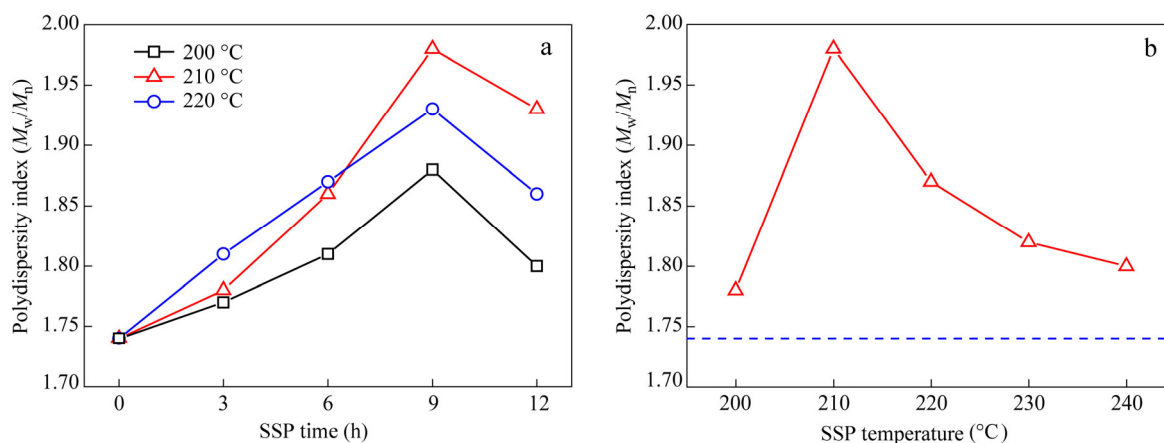 Polydispersity index (Mw/Mn)
2.00
1.95
1.90
1.85
1.80
1.75
1.70
200 °C
210 °C
220 °C
a
0 3 6 9 12
SSP time (h)
Polydispersity index (Mw/Mn)
2.00
1.95
1.90
1.85
1.80
1.75
1.70
b
200 210 220 230 240
SSP temperature (°C)